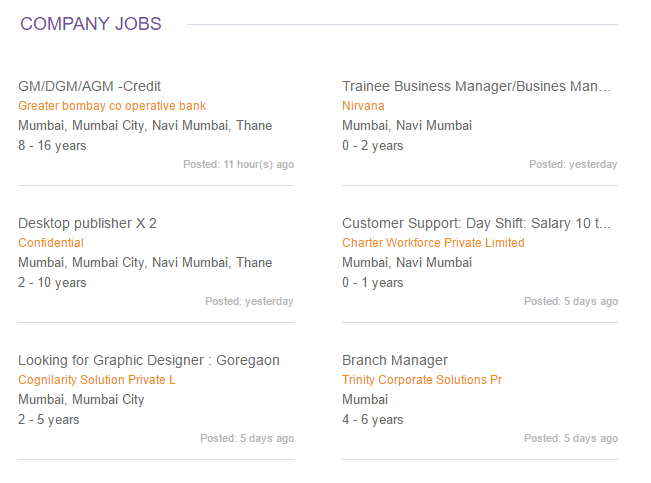 COMPANY JOBS
GM/DGM/AGM -Credit
Greater bombay co operative bank
Mumbai, Mumbai City, Navi Mumbai, Thane
8 - 16 years
Posted: 11 hour(s) ago
Trainee Business Manager/Busines Man...
Nirvana
Mumbai, Navi Mumbai
0 - 2 years
Posted: yesterday
Desktop publisher X 2
Confidential
Mumbai, Mumbai City, Navi Mumbai, Thane
2 - 10 years
Posted: yesterday
Customer Support: Day Shift: Salary 10 t...
Charter Workforce Private Limited
Mumbai, Navi Mumbai
0 - 1 years
Posted: 5 days ago
Looking for Graphic Designer : Goregaon
Cognilarity Solution Private L
Mumbai, Mumbai City
2 - 5 years
Posted: 5 days ago
Branch Manager
Trinity Corporate Solutions Pr
Mumbai
4 - 6 years
Posted: 5 days ago